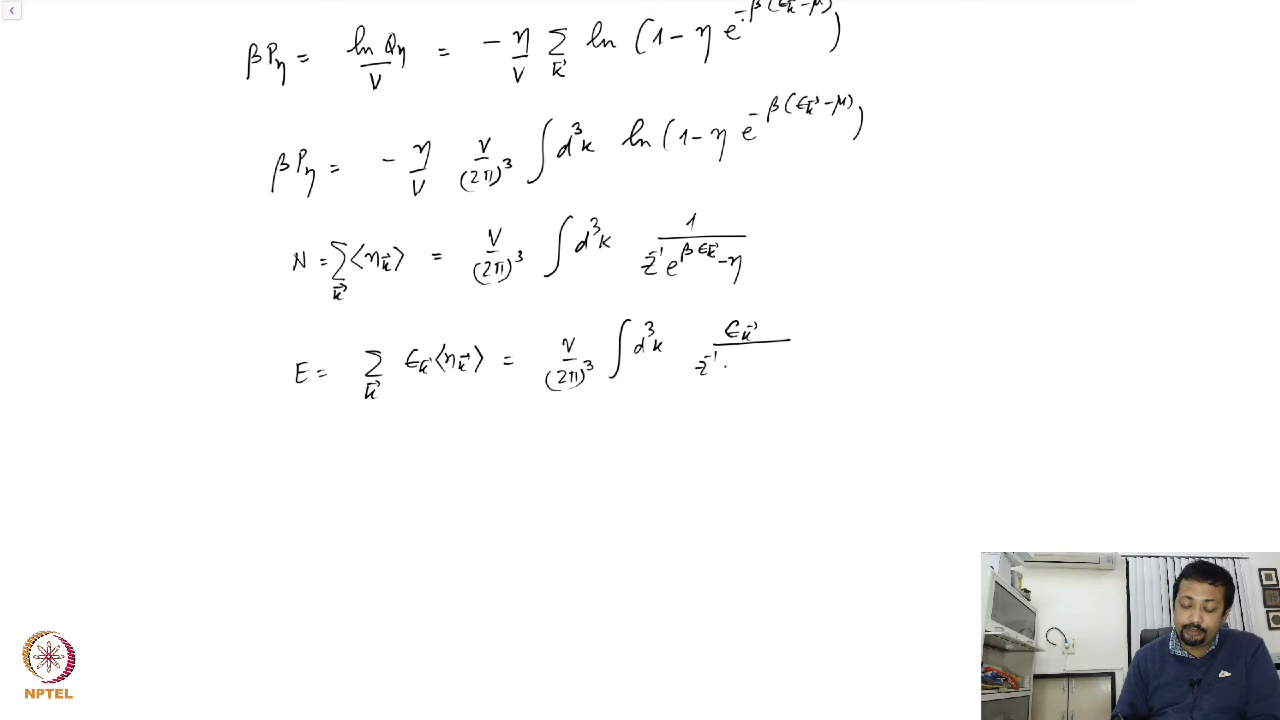 βP_η = ln Q_η / V = - η/V Σ_k⃗ ln (1 - η e^{-β(ϵ_k⃗ - μ)})
βP_η = - η/V V/(2π)^3 ∫ d^3k ln (1 - η e^{-β(ϵ_k⃗ - μ)})
N = Σ_k⃗ ⟨n_k⃗⟩ = V/(2π)^3 ∫ d^3k 1/(z^{-1} e^{βϵ_k⃗} - η)
E = Σ_k⃗ ϵ_k⃗ ⟨n_k⃗⟩ = V/(2π)^3 ∫ d^3k ϵ_k⃗ / z^{-1}
NPTEL